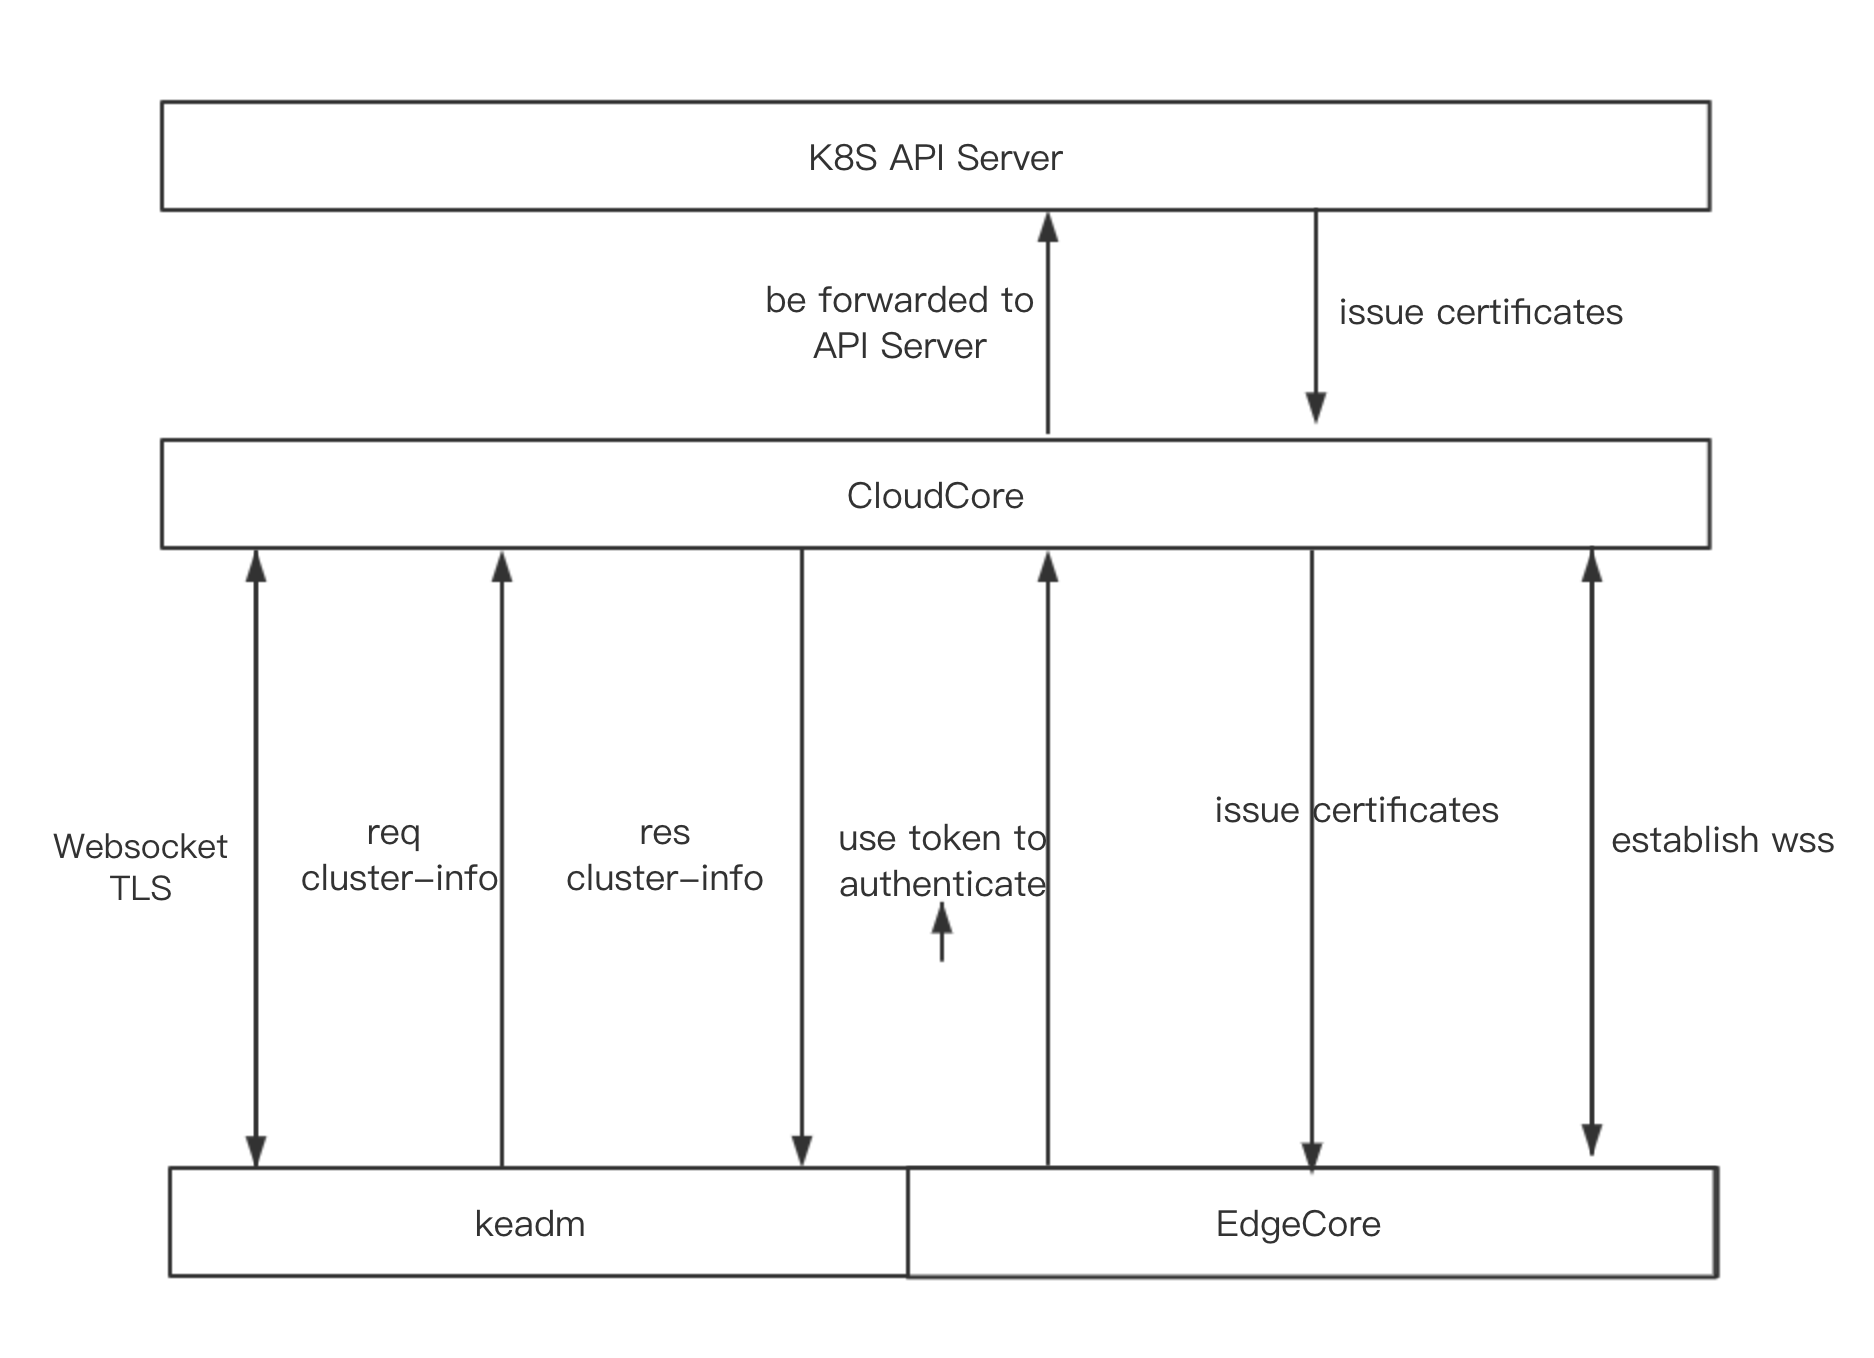 K8S API Server
be forwarded to
API Server
issue certificates
CloudCore
Websocket
TLS
req
cluster–info
res
cluster–info
use token to
authenticate
issue certificates
establish wss
keadm
EdgeCore